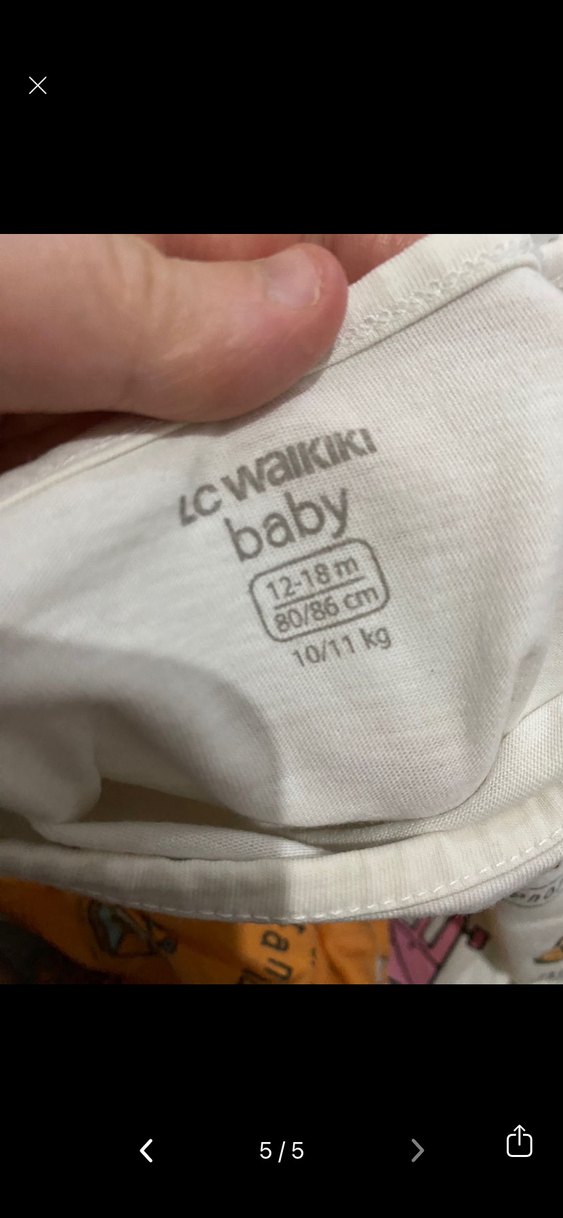 LC WAIKIKI
baby
12-18 m
80/86 cm
10/11 kg
5 / 5